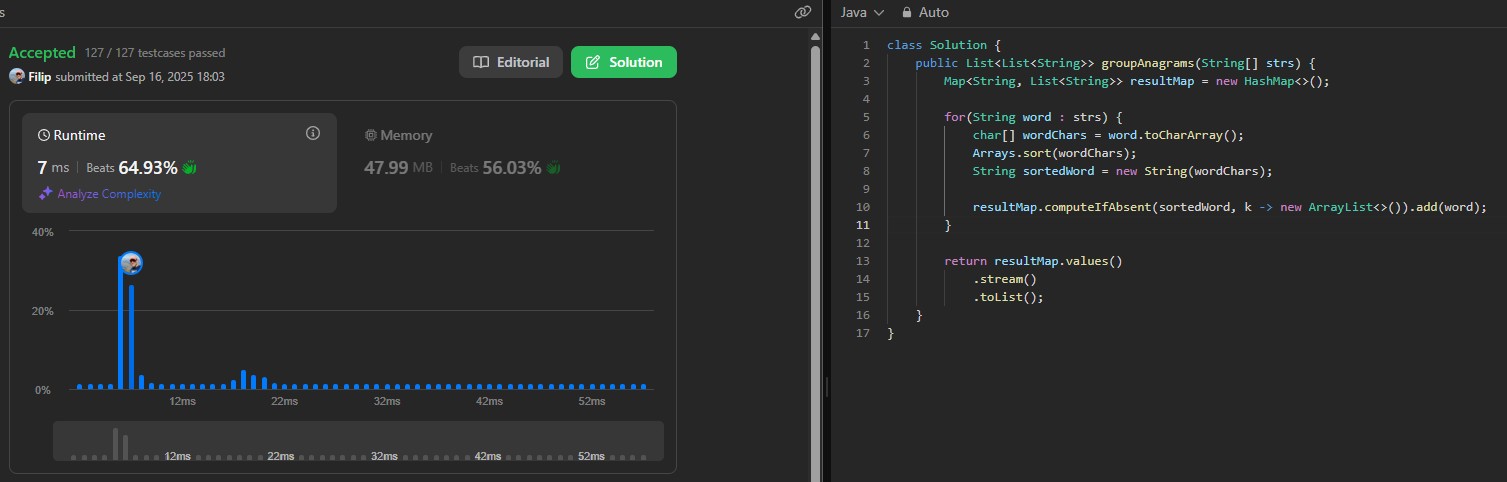 s
Accepted 127 / 127 testcases passed
Filip submitted at Sep 16, 2025 18:03
Editorial
Solution
Runtime
7 ms | Beats 64.93%
Analyze Complexity
Memory
47.99 MB | Beats 56.03%
40%
20%
0%
12ms 22ms 32ms 42ms 52ms
12ms 22ms 32ms 42ms 52ms
Java Auto
1 class Solution {
2 public List<List<String>> groupAnagrams(String[] strs) {
3 Map<String, List<String>> resultMap = new HashMap<>();
4
5 for(String word : strs) {
6 char[] wordChars = word.toCharArray();
7 Arrays.sort(wordChars);
8 String sortedWord = new String(wordChars);
9
10 resultMap.computeIfAbsent(sortedWord, k -> new ArrayList<>()).add(word);
11 }
12
13 return resultMap.values()
14 .stream()
15 .toList();
16 }
17 }